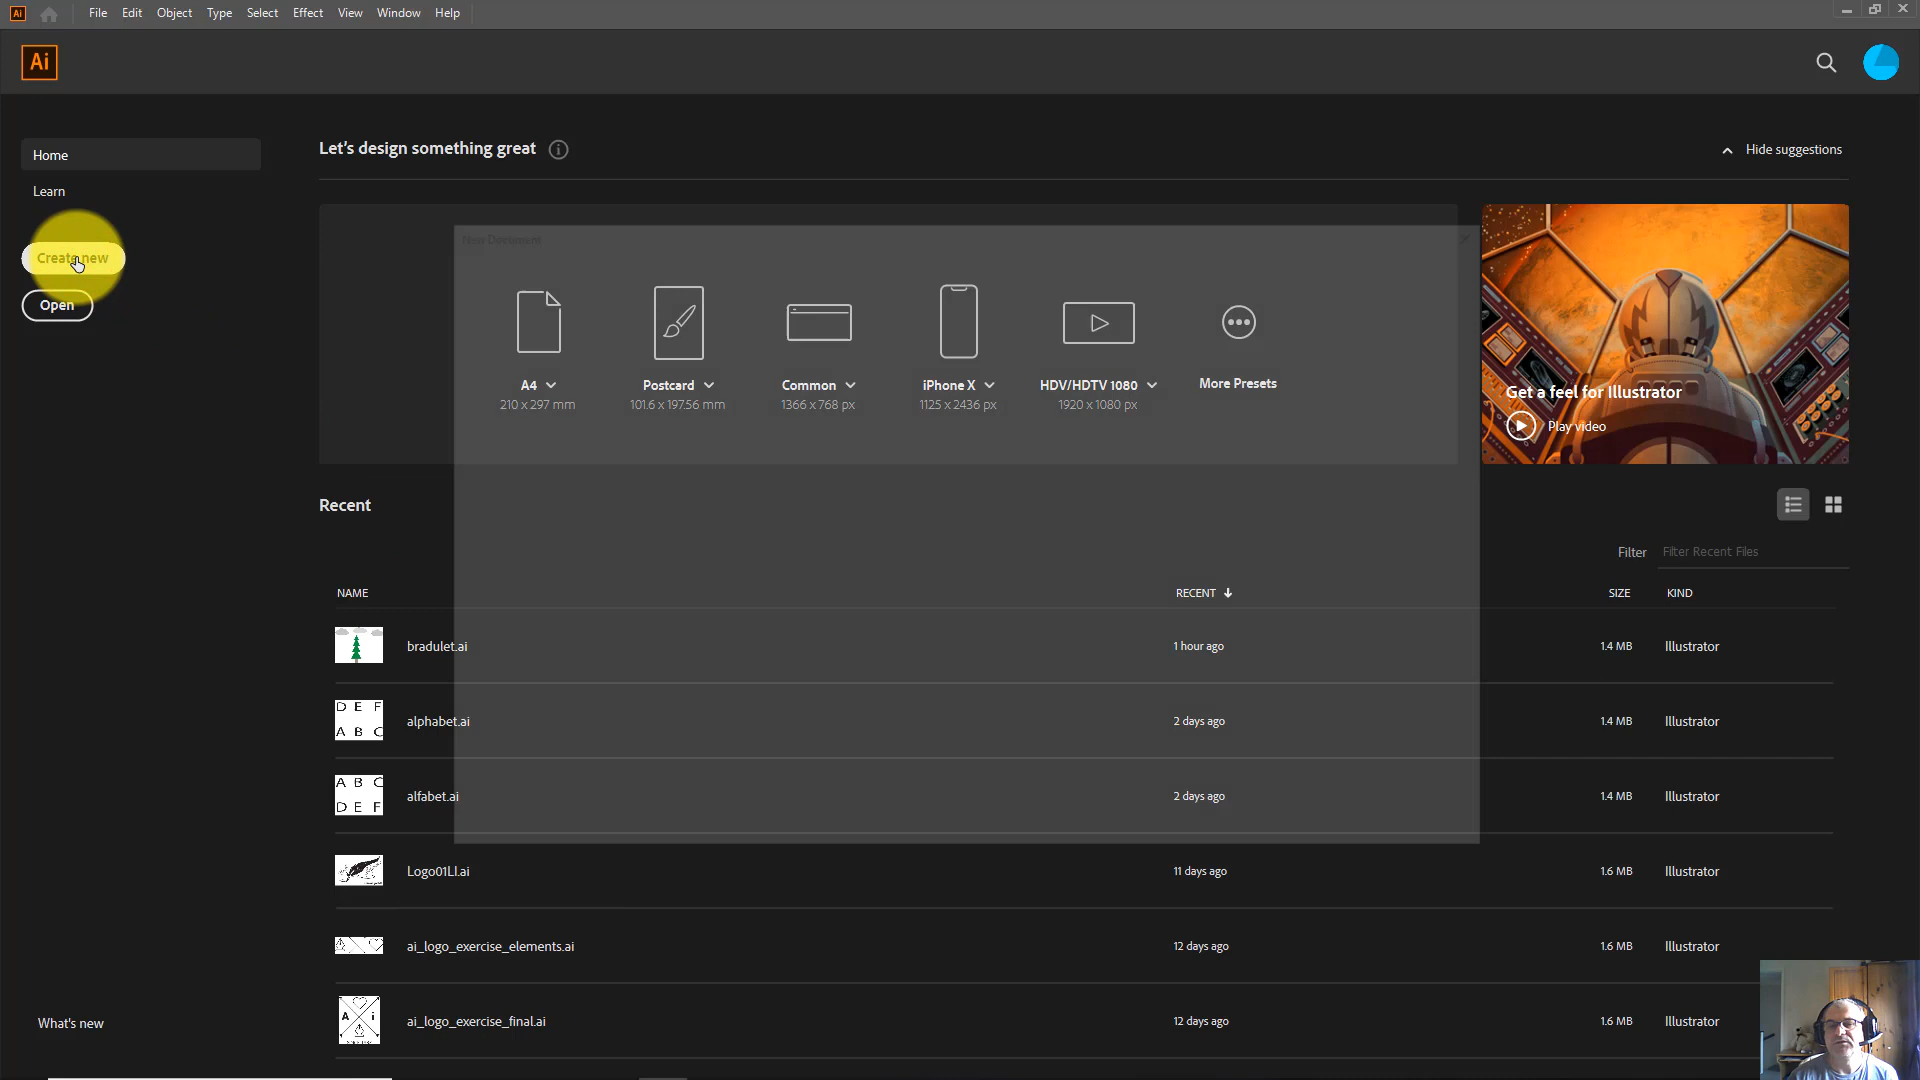 Ai
File Edit Object Type Select Effect View Window Help
Ai
Home
Learn
Create new
Open
What's new
Let's design something great
Hide suggestions
New Document
A4
210 x 297 mm
Postcard
101.6 x 197.56 mm
Common
1366 x 768 px
iPhone X
1125 x 2436 px
HDV/HDTV 1080
1920 x 1080 px
More Presets
Get a feel for Illustrator
Play video
Recent
Filter Filter Recent Files
NAME RECENT SIZE KIND
D E F
A B C
A B C
D E F
A i
bradulet.ai 1 hour ago 1.4 MB Illustrator
alphabet.ai 2 days ago 1.4 MB Illustrator
alfabet.ai 2 days ago 1.4 MB Illustrator
Logo01LI.ai 11 days ago 1.6 MB Illustrator
ai_logo_exercise_elements.ai 12 days ago 1.6 MB Illustrator
ai_logo_exercise_final.ai 12 days ago 1.6 MB Illustrator